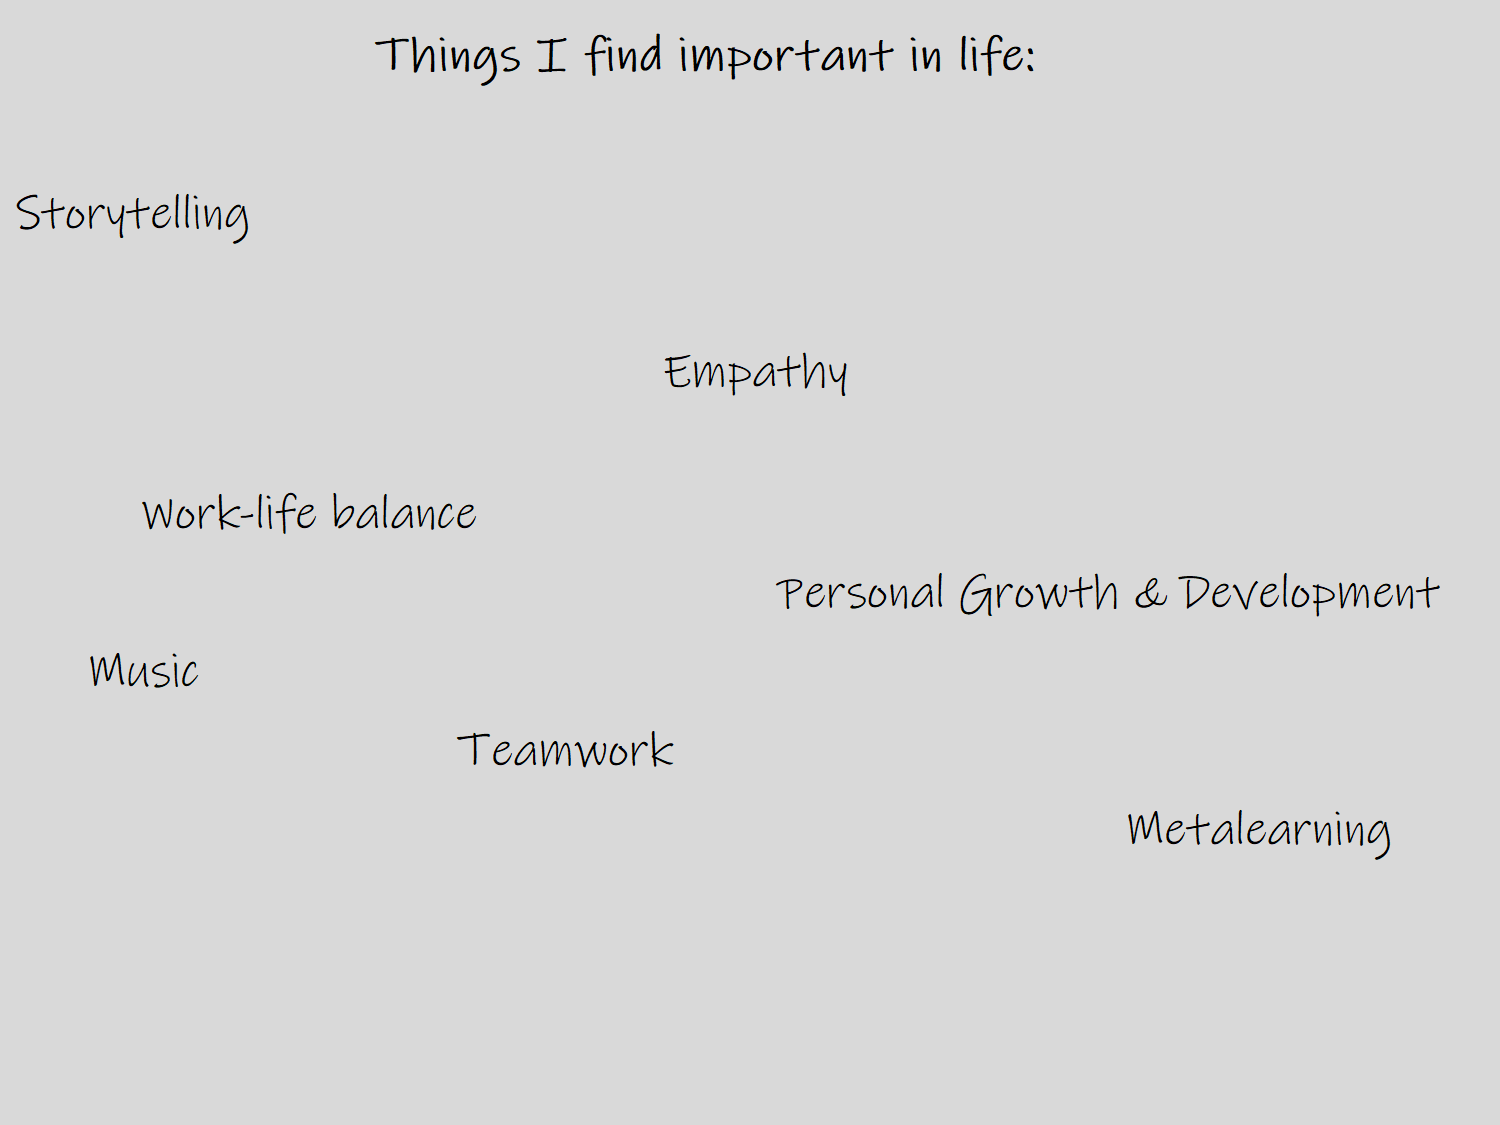 Things I find important in life:
Storytelling
Empathy
Work-life balance
Personal Growth & Development
Music
Teamwork
Metalearning